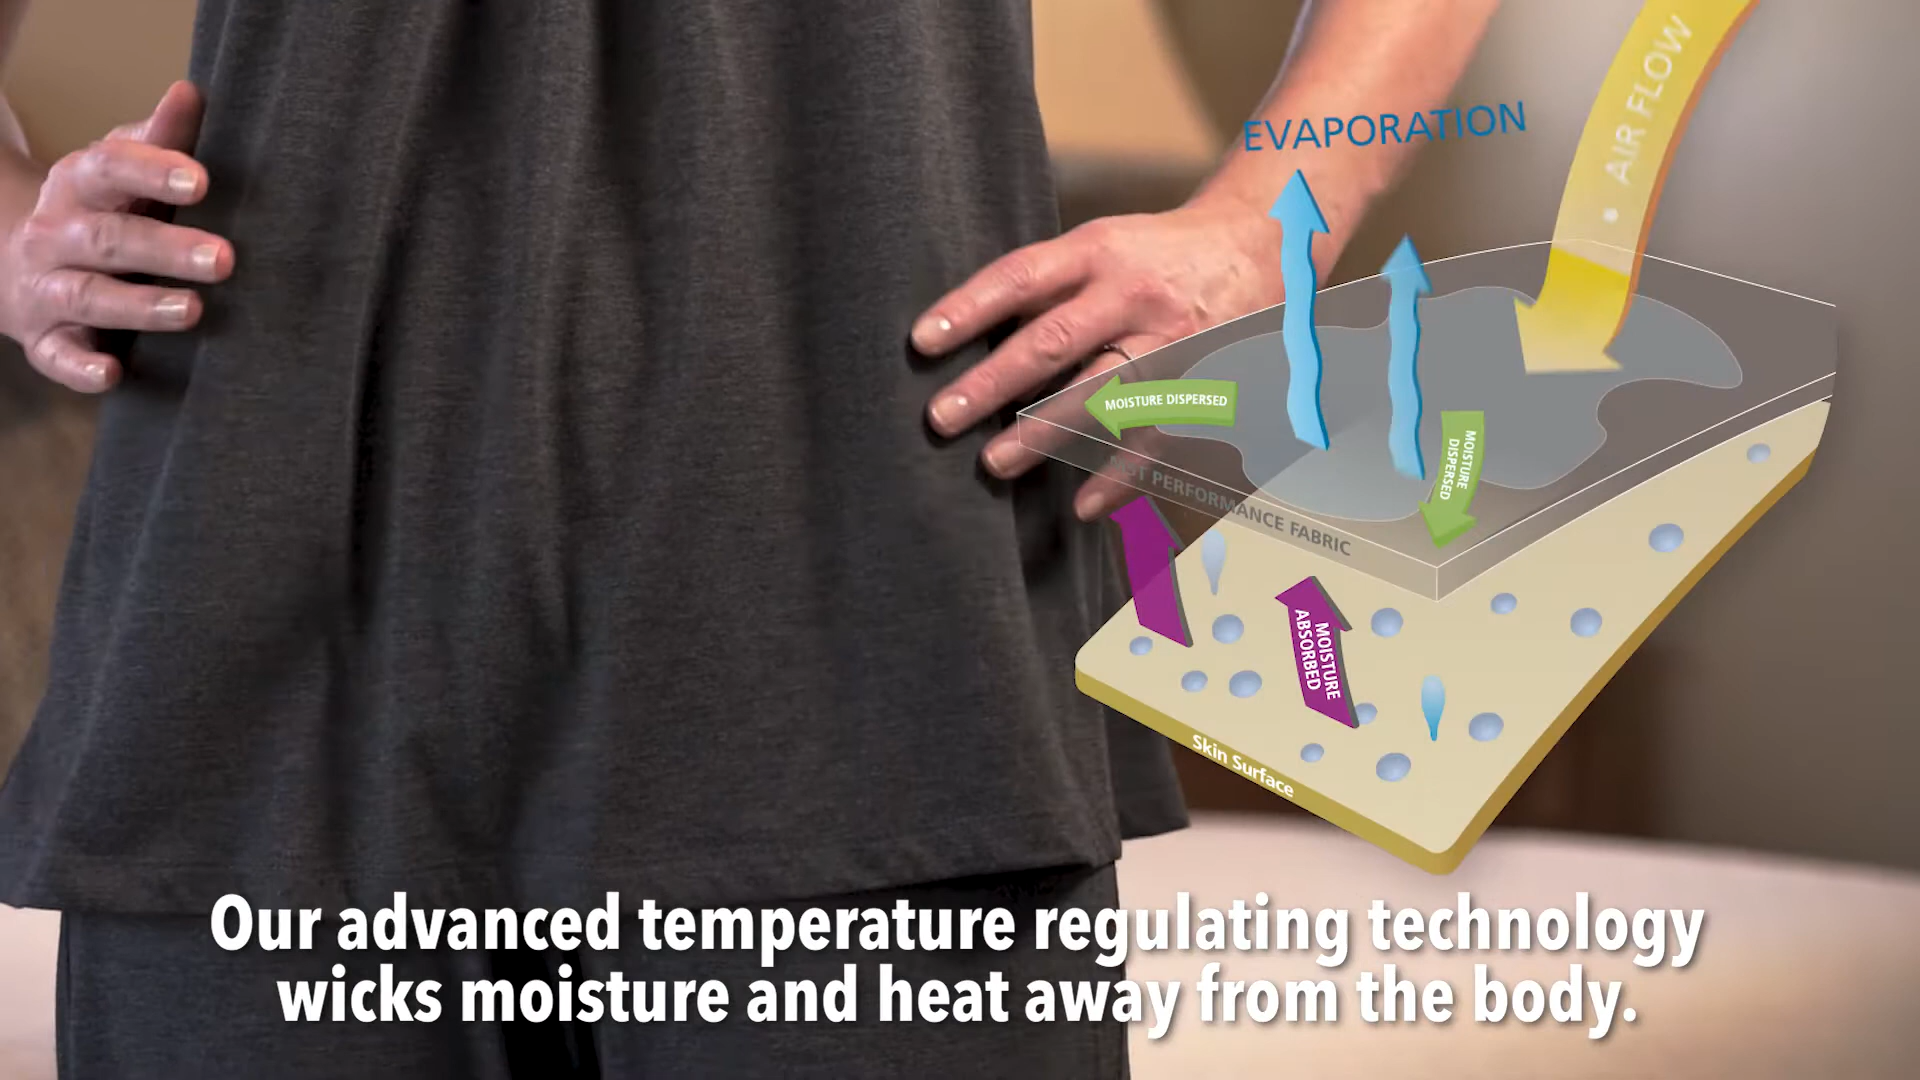 EVAPORATION
• AIR FLOW
MOISTURE DISPERSED
MOISTURE
DISPERSED
PERFORMANCE FABRIC
MOISTURE
ABSORBED
Skin Surface
Our advanced temperature regulating technology
wicks moisture and heat away from the body.